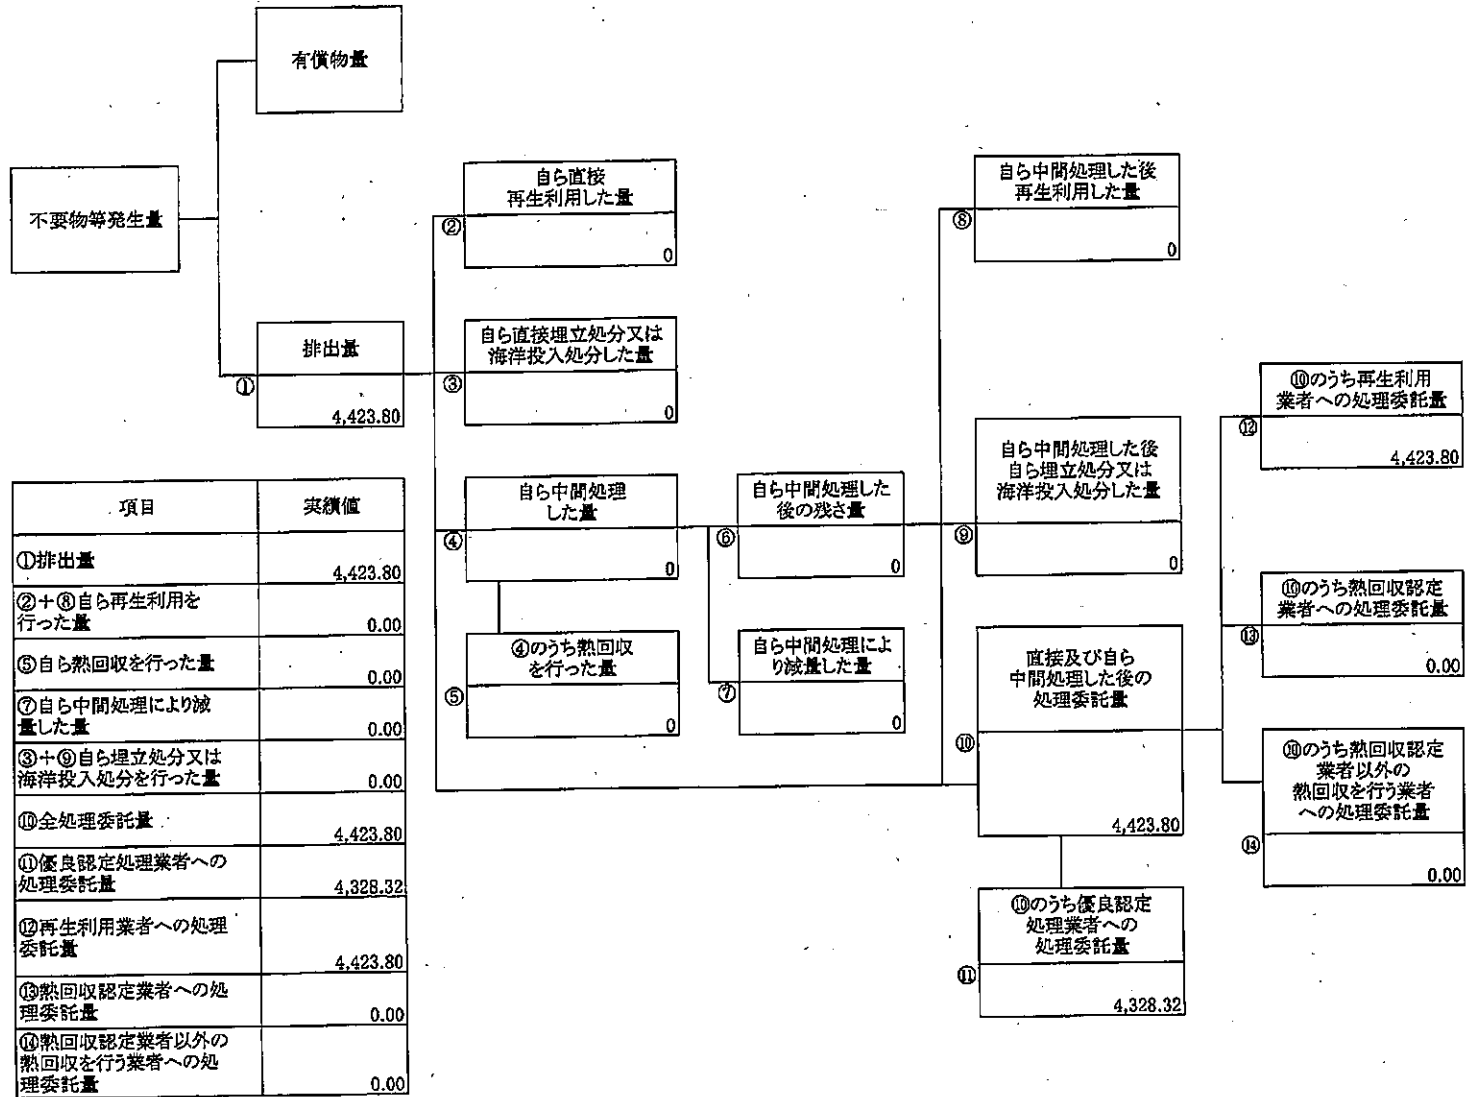 有償物量
不要物等発生量
排出量
①
4,423.80
自ら直接
再生利用した量
②
0
自ら直接埋立処分又は
海洋投入処分した量
③
0
自ら中間処理
した量
④
0
④のうち熱回収
を行った量
⑤
0
自ら中間処理した
後の残さ量
⑥
0
自ら中間処理によ
り減量した量
⑦
0
自ら中間処理した後
再生利用した量
⑧
0
自ら中間処理した後
自ら埋立処分又は
海洋投入処分した量
⑨
0
直接及び自ら
中間処理した後の
処理委託量
⑩
4,423.80
⑩のうち優良認定
処理業者への
処理委託量
⑪
4,328.32
⑩のうち再生利用
業者への処理委託量
⑫
4,423.80
⑩のうち熱回収認定
業者への処理委託量
⑬
0.00
⑩のうち熱回収認定
業者以外の
熱回収を行う業者
への処理委託量
⑭
0.00
項目 実績値
①排出量 4,423.80
②+⑧自ら再生利用を
行った量 0.00
⑤自ら熱回収を行った量 0.00
⑦自ら中間処理により減
量した量 0.00
③+⑨自ら埋立処分又は
海洋投入処分を行った量 0.00
⑩全処理委託量 4,423.80
⑪優良認定処理業者への
処理委託量 4,328.32
⑫再生利用業者への処理
委託量 4,423.80
⑬熱回収認定業者への処
理委託量 0.00
⑭熱回収認定業者以外の
熱回収を行う業者への処
理委託量 0.00